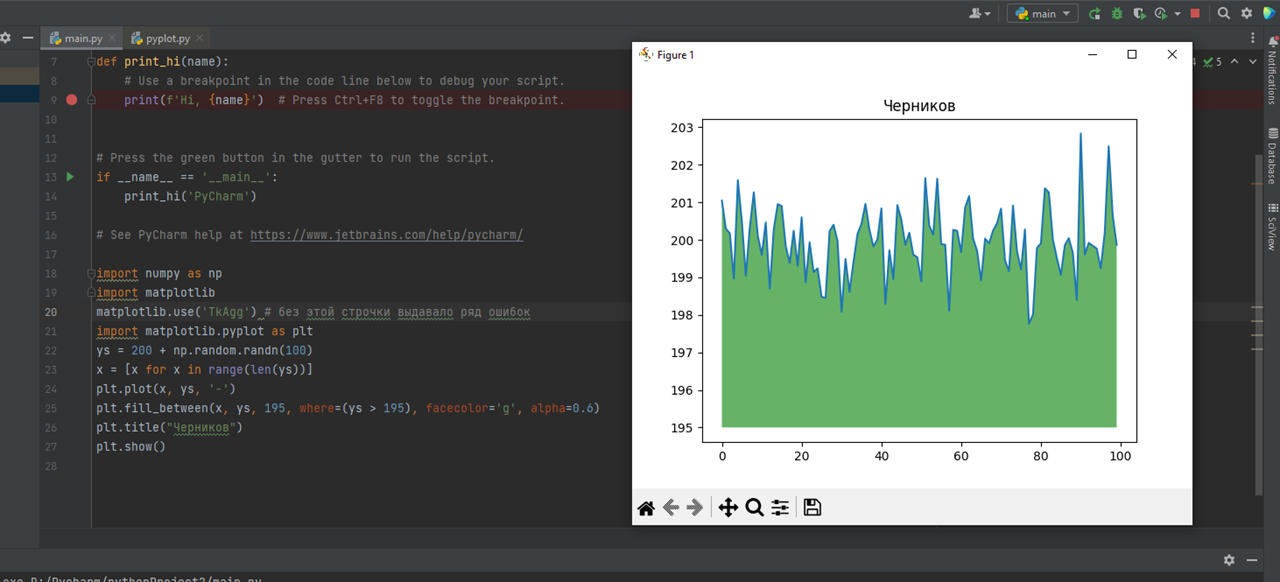 main
main.py
pyplot.py
7 def print_hi(name):
8 # Use a breakpoint in the code line below to debug your script.
9 print(f'Hi, {name}') # Press Ctrl+F8 to toggle the breakpoint.
10
11
12 # Press the green button in the gutter to run the script.
13 if __name__ == '__main__':
14 print_hi('PyCharm')
15
16 # See PyCharm help at https://www.jetbrains.com/help/pycharm/
17
18 import numpy as np
19 import matplotlib
20 matplotlib.use('TkAgg') # без этой строчки выдавало ряд ошибок
21 import matplotlib.pyplot as plt
22 ys = 200 + np.random.randn(100)
23 x = [x for x in range(len(ys))]
24 plt.plot(x, ys, '-')
25 plt.fill_between(x, ys, 195, where=(ys > 195), facecolor='g', alpha=0.6)
26 plt.title("Черников")
27 plt.show()
28
Figure 1
Черников
203
202
201
200
199
198
197
196
195
0 20 40 60 80 100
4 5
Notifications
Database
SciView
.exe D:/Pycharm/pythonProject2/main.py